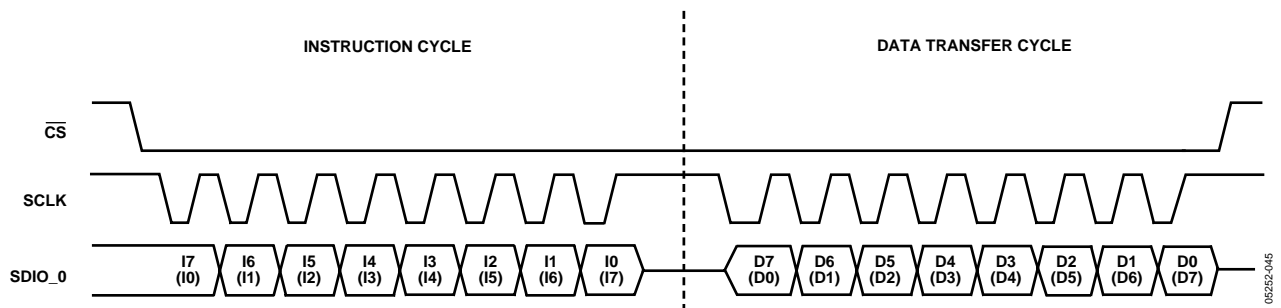 INSTRUCTION CYCLE DATA TRANSFER CYCLE
CS
SCLK
SDIO_0
I7 I6 I5 I4 I3 I2 I1 I0 D7 D6 D5 D4 D3 D2 D1 D0
(I0) (I1) (I2) (I3) (I4) (I5) (I6) (I7) (D0) (D1) (D2) (D3) (D4) (D5) (D6) (D7)
05252-045